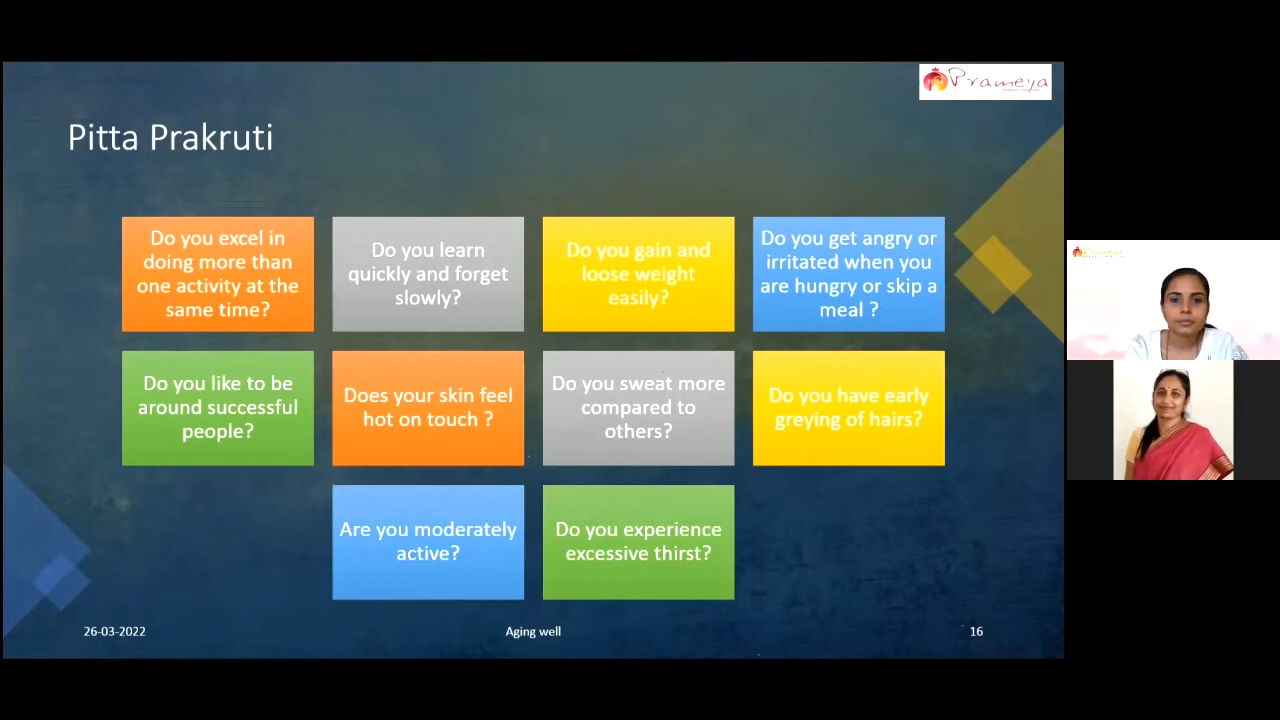 Prameya
Pitta Prakruti
Do you excel in
doing more than
one activity at the
same time?
Do you learn
quickly and forget
slowly?
Do you gain and
loose weight
easily?
Do you get angry or
irritated when you
are hungry or skip a
meal ?
Do you like to be
around successful
people?
Does your skin feel
hot on touch ?
Do you sweat more
compared to
others?
Do you have early
greying of hairs?
Are you moderately
active?
Do you experience
excessive thirst?
26-03-2022
Aging well
16
Prameya